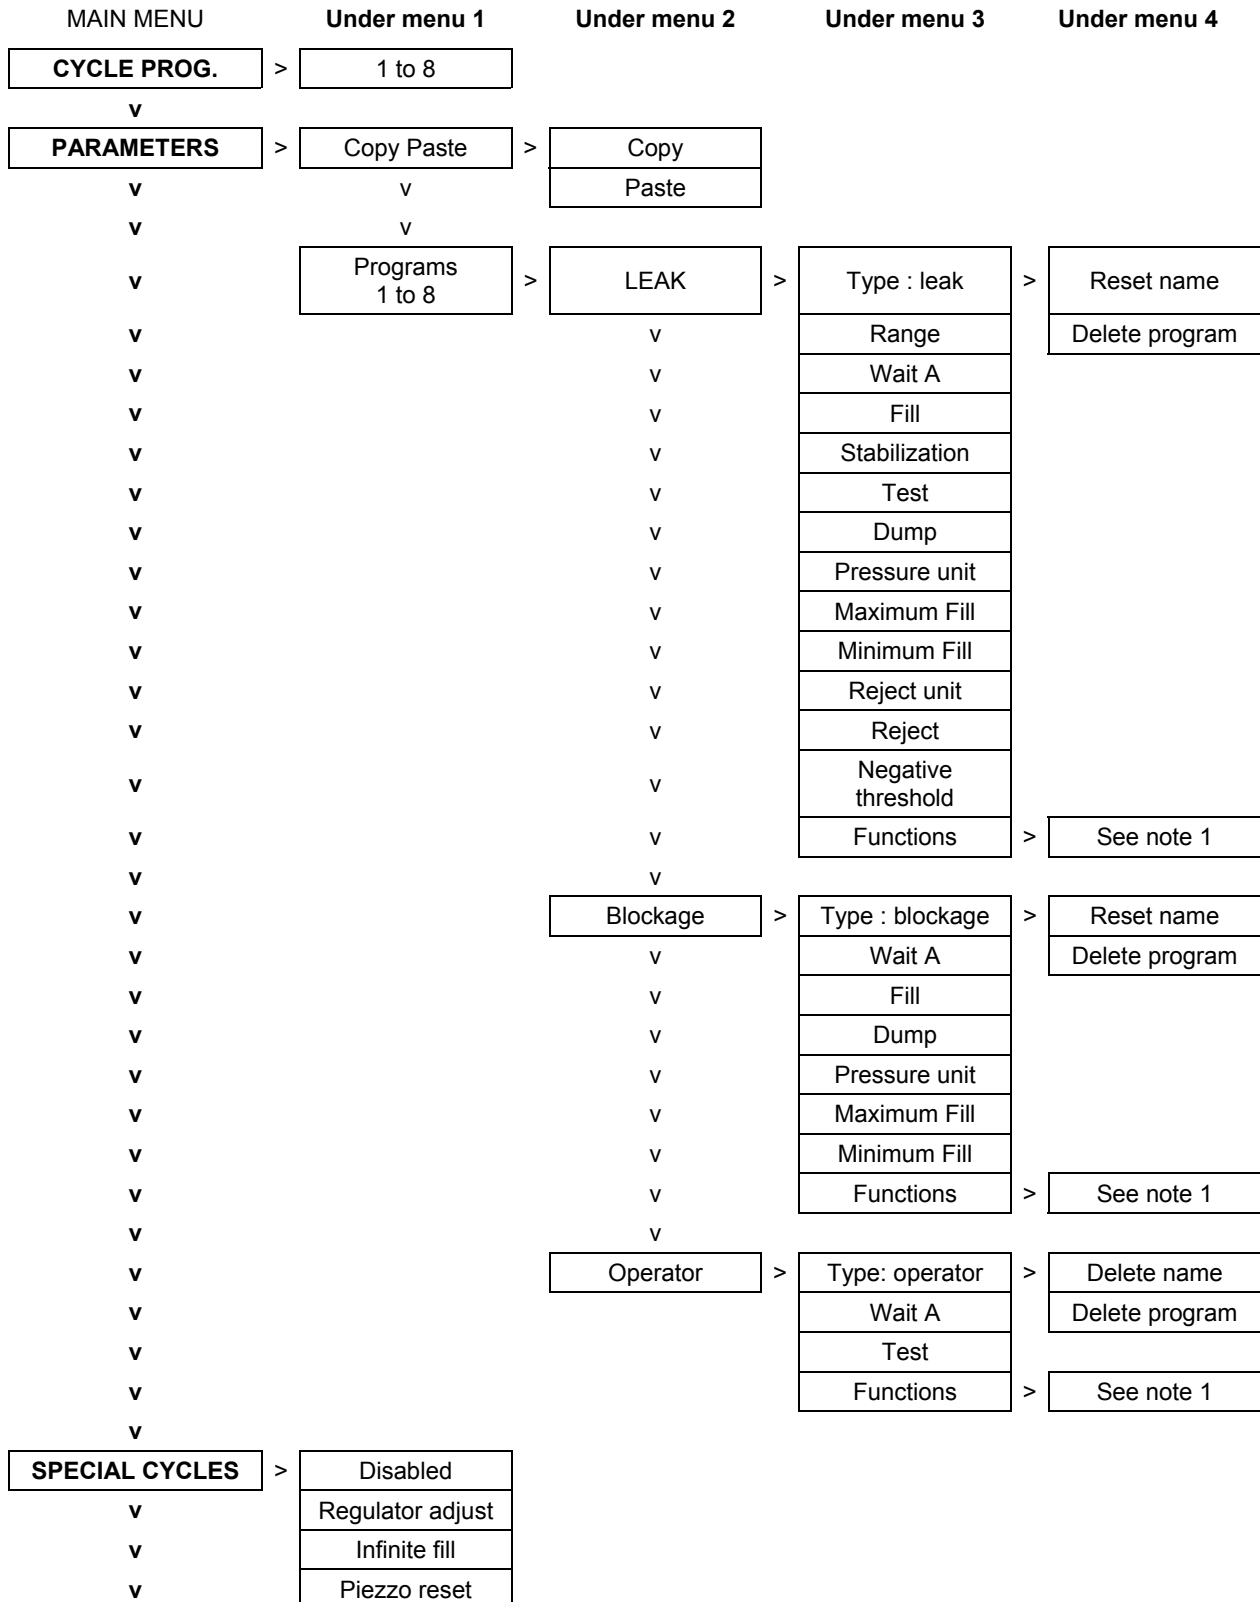 MAIN MENU Under menu 1 Under menu 2 Under menu 3 Under menu 4
CYCLE PROG. > 1 to 8
v
PARAMETERS > Copy Paste > Copy
v v Paste
v v
v Programs 1 to 8 > LEAK > Type : leak > Reset name
v v Range Delete program
v v Wait A
v v Fill
v v Stabilization
v v Test
v v Dump
v v Pressure unit
v v Maximum Fill
v v Minimum Fill
v v Reject unit
v v Reject
v v Negative threshold
v v Functions > See note 1
v v
v Blockage > Type : blockage > Reset name
v v Wait A Delete program
v v Fill
v v Dump
v v Pressure unit
v v Maximum Fill
v v Minimum Fill
v v Functions > See note 1
v v
v Operator > Type: operator > Delete name
v Wait A Delete program
v Test
v Functions > See note 1
v
SPECIAL CYCLES > Disabled
v Regulator adjust
v Infinite fill
v Piezzo reset